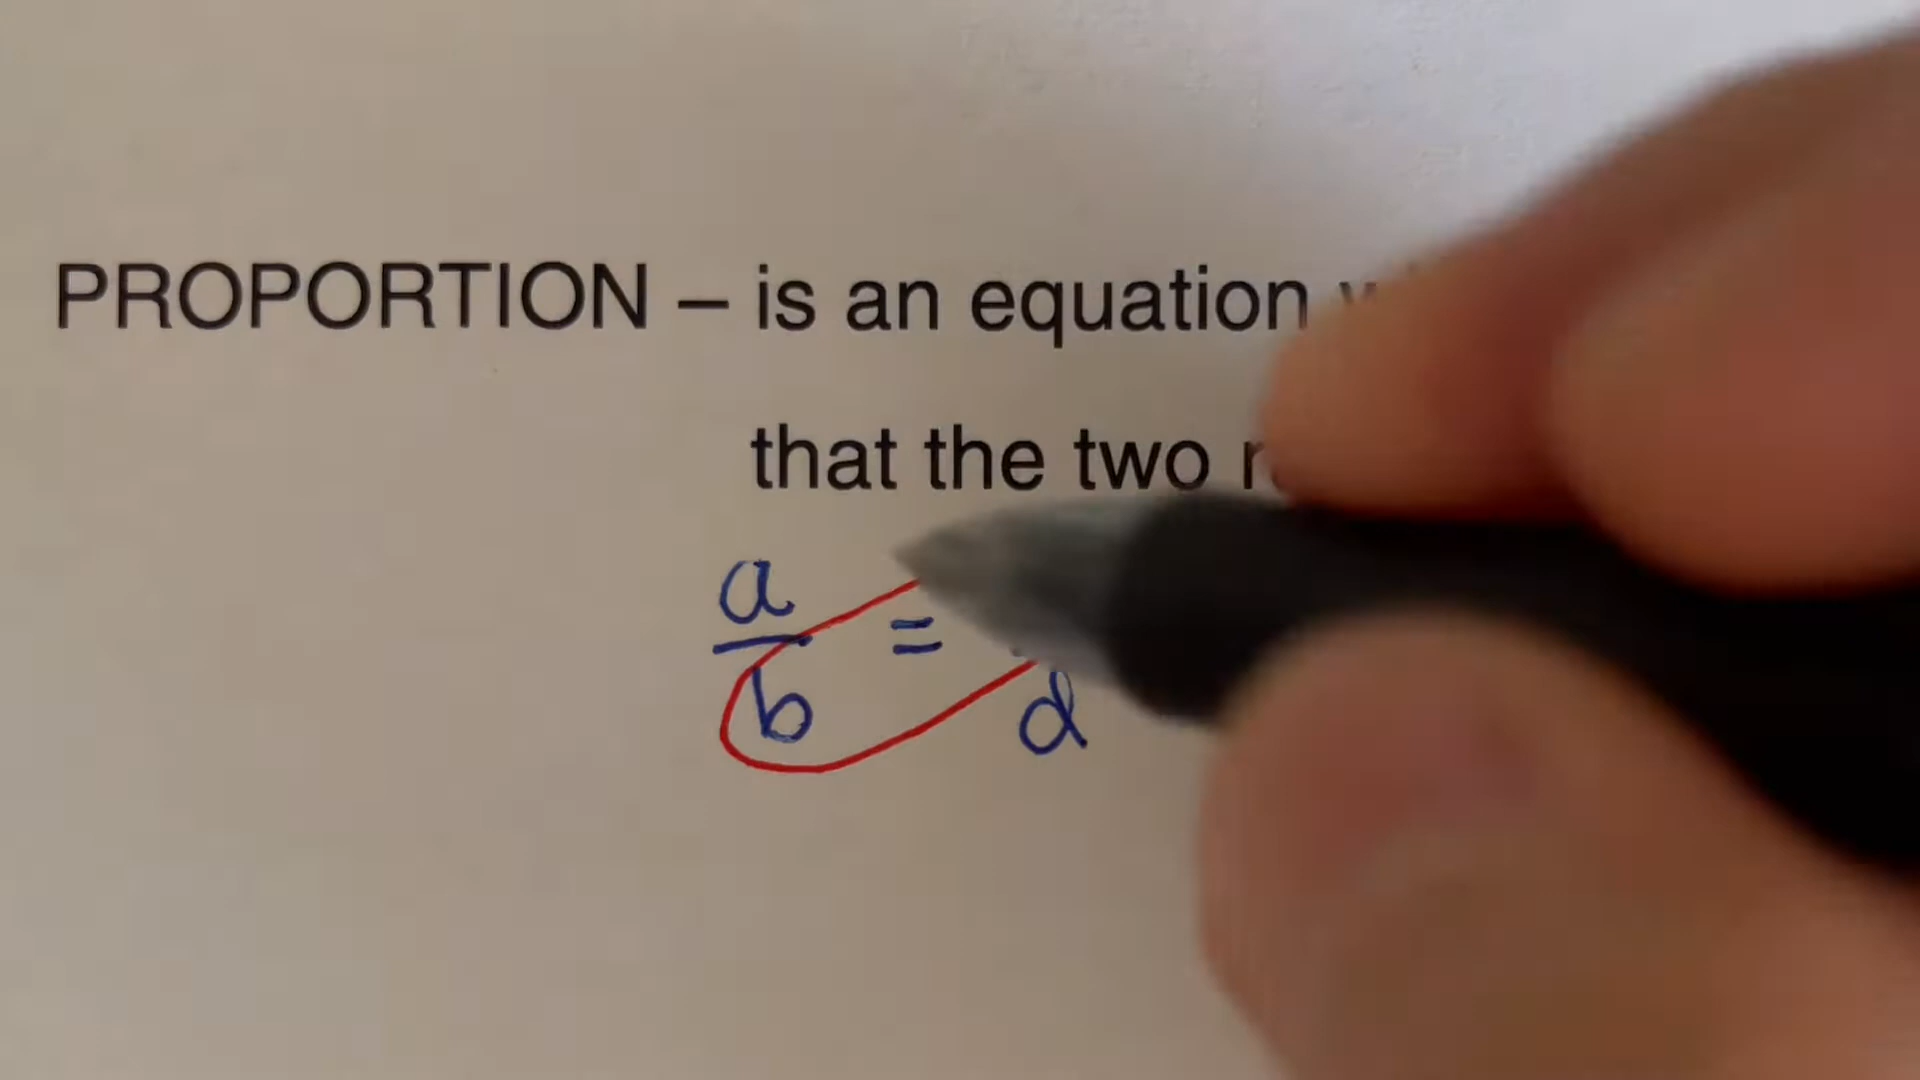 PROPORTION – is an equation
that the two
a = 
b d